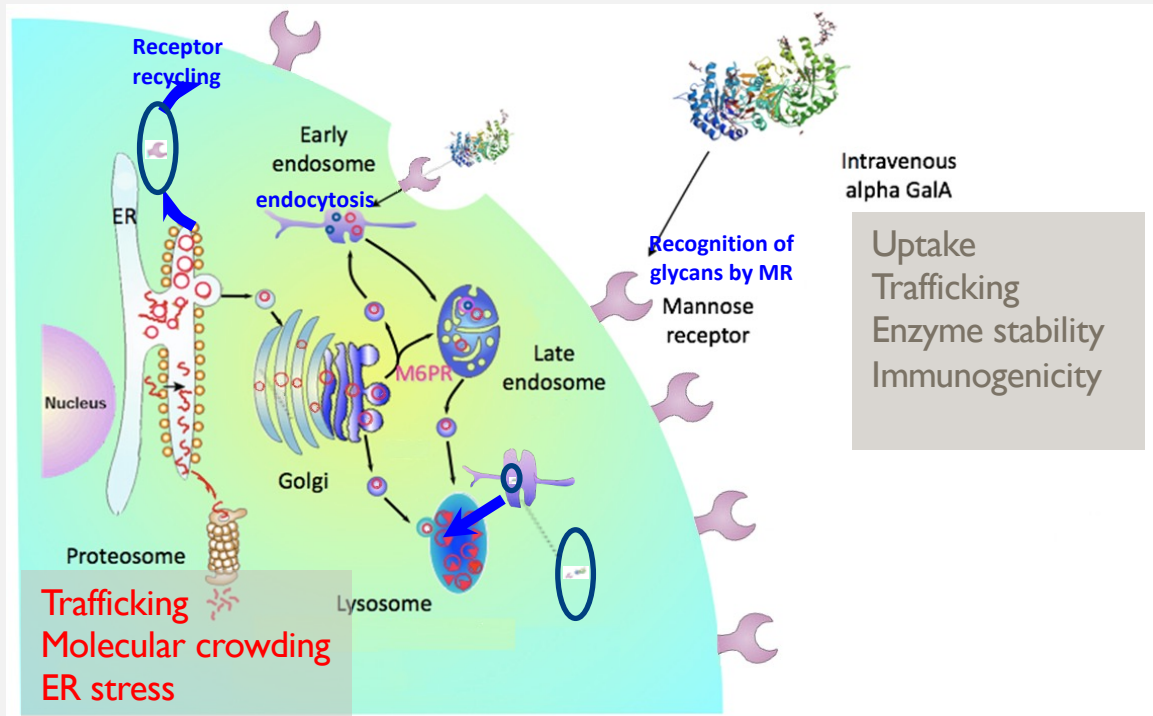 Receptor
recycling
Early
endosome
endocytosis
ER
Intravenous
alpha GalA
Recognition of
glycans by MR
Mannose
receptor
Uptake
Trafficking
Enzyme stability
Immunogenicity
Late
endosome
M6PR
Nucleus
Golgi
Proteosome
Lysosome
Trafficking
Molecular crowding
ER stress